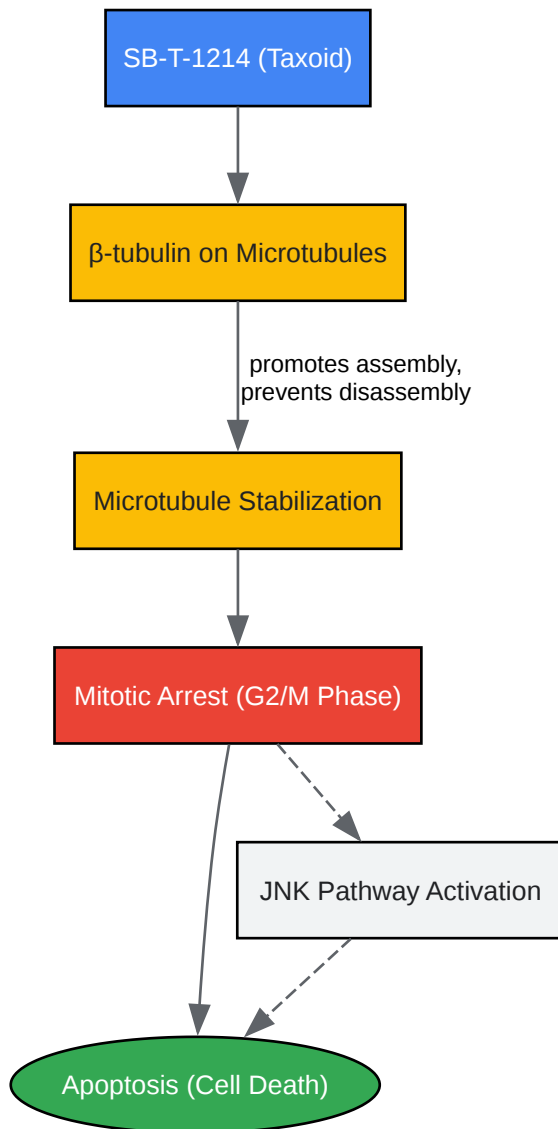 SB-T-1214 (Taxoid)
β-tubulin on Microtubules
promotes assembly,
prevents disassembly
Microtubule Stabilization
Mitotic Arrest (G2/M Phase)
JNK Pathway Activation
Apoptosis (Cell Death)